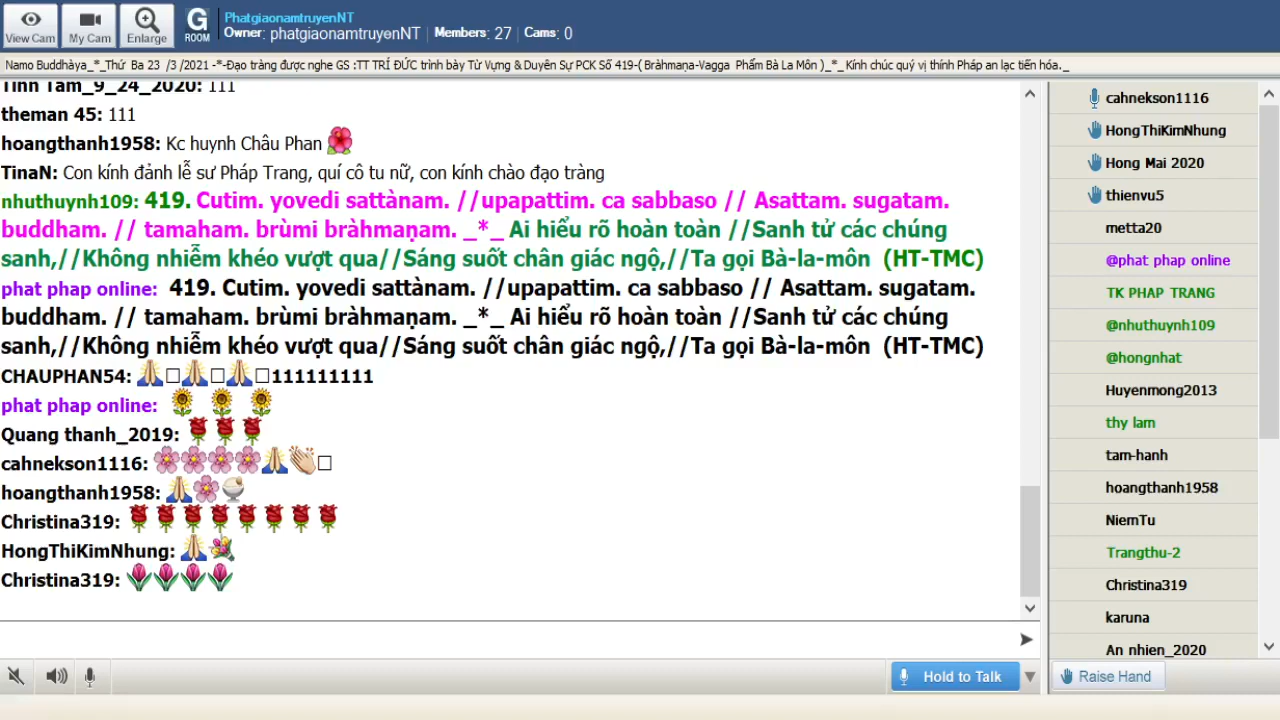 View Cam
My Cam
Enlarge
G
ROOM
PhatgiaonamtruyenNT
Owner: phatgiaonamtruyenNT | Members: 27 | Cams: 0
Namo Buddhàya_*_Thứ Ba 23 /3 /2021 -*-Đạo tràng được nghe GS :TT TRÍ ĐỨC trình bày Từ Vựng & Duyên Sự PCK Số 419-( Bràhmaṇa-Vagga Phẩm Bà La Môn )_*_ Kính chúc quý vị thính Pháp an lạc tiến hóa._
Tinh Tam_9_24_2020: 111
theman 45: 111
hoangthanh1958: Kc huynh Châu Phan
TinaN: Con kính đảnh lễ sư Pháp Trang, quí cô tu nữ, con kính chào đạo tràng
nhuthuynh109: 419. Cutim. yovedi sattànam. //upapattim. ca sabbaso // Asattam. sugatam.
buddham. // tamaham. brùmi bràhmaṇam. _*_ Ai hiểu rõ hoàn toàn //Sanh tử các chúng
sanh,//Không nhiễm khéo vượt qua//Sáng suốt chân giác ngộ,//Ta gọi Bà-la-môn (HT-TMC)
phat phap online: 419. Cutim. yovedi sattànam. //upapattim. ca sabbaso // Asattam. sugatam.
buddham. // tamaham. brùmi bràhmaṇam. _*_ Ai hiểu rõ hoàn toàn //Sanh tử các chúng
sanh,//Không nhiễm khéo vượt qua//Sáng suốt chân giác ngộ,//Ta gọi Bà-la-môn (HT-TMC)
CHAUPHAN54: 🙏□🙏□🙏□111111111
phat phap online: 🌻 🌻 🌻
Quang thanh_2019: 🌹🌹🌹
cahnekson1116: 🌸🌸🌸🌸🙏👏□
hoangthanh1958: 🙏🌸🍨
Christina319: 🌹🌹🌹🌹🌹🌹🌹🌹
HongThiKimNhung: 🙏💐
Christina319: 🌷🌷🌷🌷
Hold to Talk
cahnekson1116
HongThiKimNhung
Hong Mai 2020
thienvu5
metta20
@phat phap online
TK PHAP TRANG
@nhuthuynh109
@hongnhat
Huyenmong2013
thy lam
tam-hanh
hoangthanh1958
NiemTu
Trangthu-2
Christina319
karuna
An nhien_2020
Raise Hand